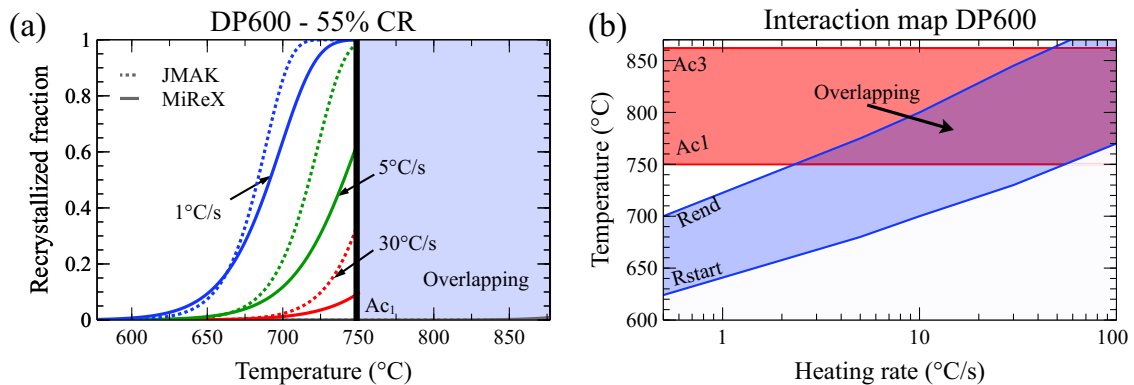 (a)
DP600 - 55% CR
Recrystallized fraction
1
0.8
0.6
0.4
0.2
0
JMAK
MiReX
1°C/s
5°C/s
30°C/s
Overlapping
Ac1
600
650
700
750
800
850
Temperature (°C)
(b)
Interaction map DP600
Temperature (°C)
850
800
750
700
650
600
Ac3
Overlapping
Ac1
Rend
Rstart
1
10
100
Heating rate (°C/s)